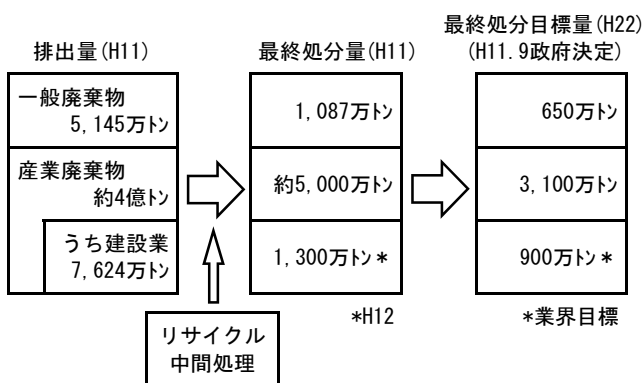 排出量(H11)
一般廃棄物
5,145万トン
産業廃棄物
約4億トン
うち建設業
7,624万トン
リサイクル
中間処理
最終処分量(H11)
1,087万トン
約5,000万トン
1,300万トン*
*H12
最終処分目標量(H22)
(H11.9政府決定)
650万トン
3,100万トン
900万トン*
*業界目標